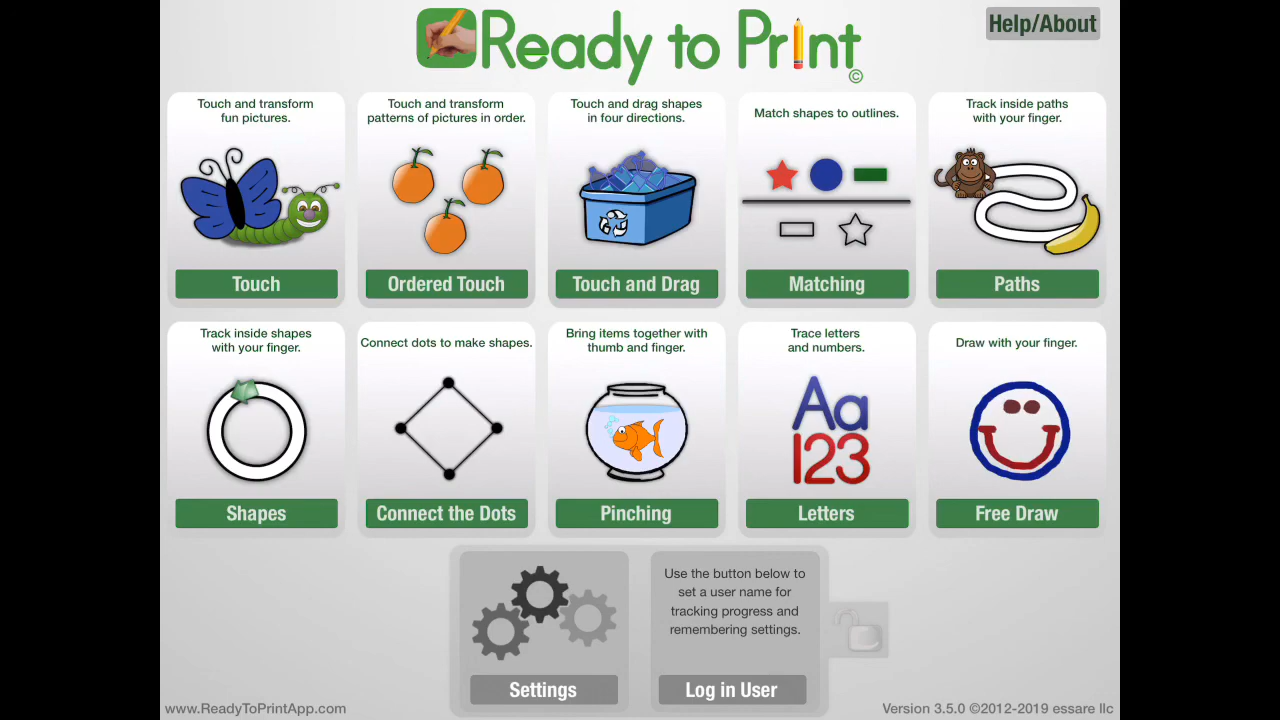 Ready to Print
©
Help/About
Touch and transform
fun pictures.
Touch
Touch and transform
patterns of pictures in order.
Ordered Touch
Touch and drag shapes
in four directions.
Touch and Drag
Match shapes to outlines.
Matching
Track inside paths
with your finger.
Paths
Track inside shapes
with your finger.
Shapes
Connect dots to make shapes.
Connect the Dots
Bring items together with
thumb and finger.
Pinching
Trace letters
and numbers.
Aa
123
Letters
Draw with your finger.
Free Draw
Settings
Use the button below to
set a user name for
tracking progress and
remembering settings.
Log in User
www.ReadyToPrintApp.com
Version 3.5.0 ©2012-2019 essare llc